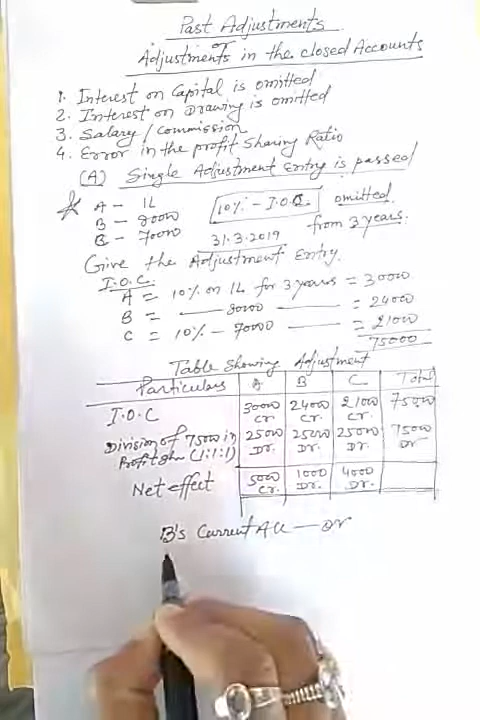 Past Adjustments
Adjustments in the closed Accounts
1. Interest on Capital is omitted
2. Interest on Drawing is omitted
3. Salary / Commission
4. Error in the profit Sharing Ratio
(A) Single Adjustment Entry is passed
A - 1L
B - 80000
C - 70000
10% - I.O.C. omitted
31.3.2019 from 3 years.
Give the Adjustment Entry.
I.O.C.
A = 10% on 1L for 3 years = 30000
B = — 80000 — = 24000
C = 10% - 70000 — = 21000
75000
Table Showing Adjustment
Particulars A B C Total
I.O.C 30000 Cr. 24000 Cr. 21000 Cr. 75000
Division of 75000 in Profit (1:1:1) 25000 Dr. 25000 Dr. 25000 Dr. 75000 Dr
Net effect 5000 Cr. 1000 Dr. 4000 Dr.
B's Current A/c — Dr